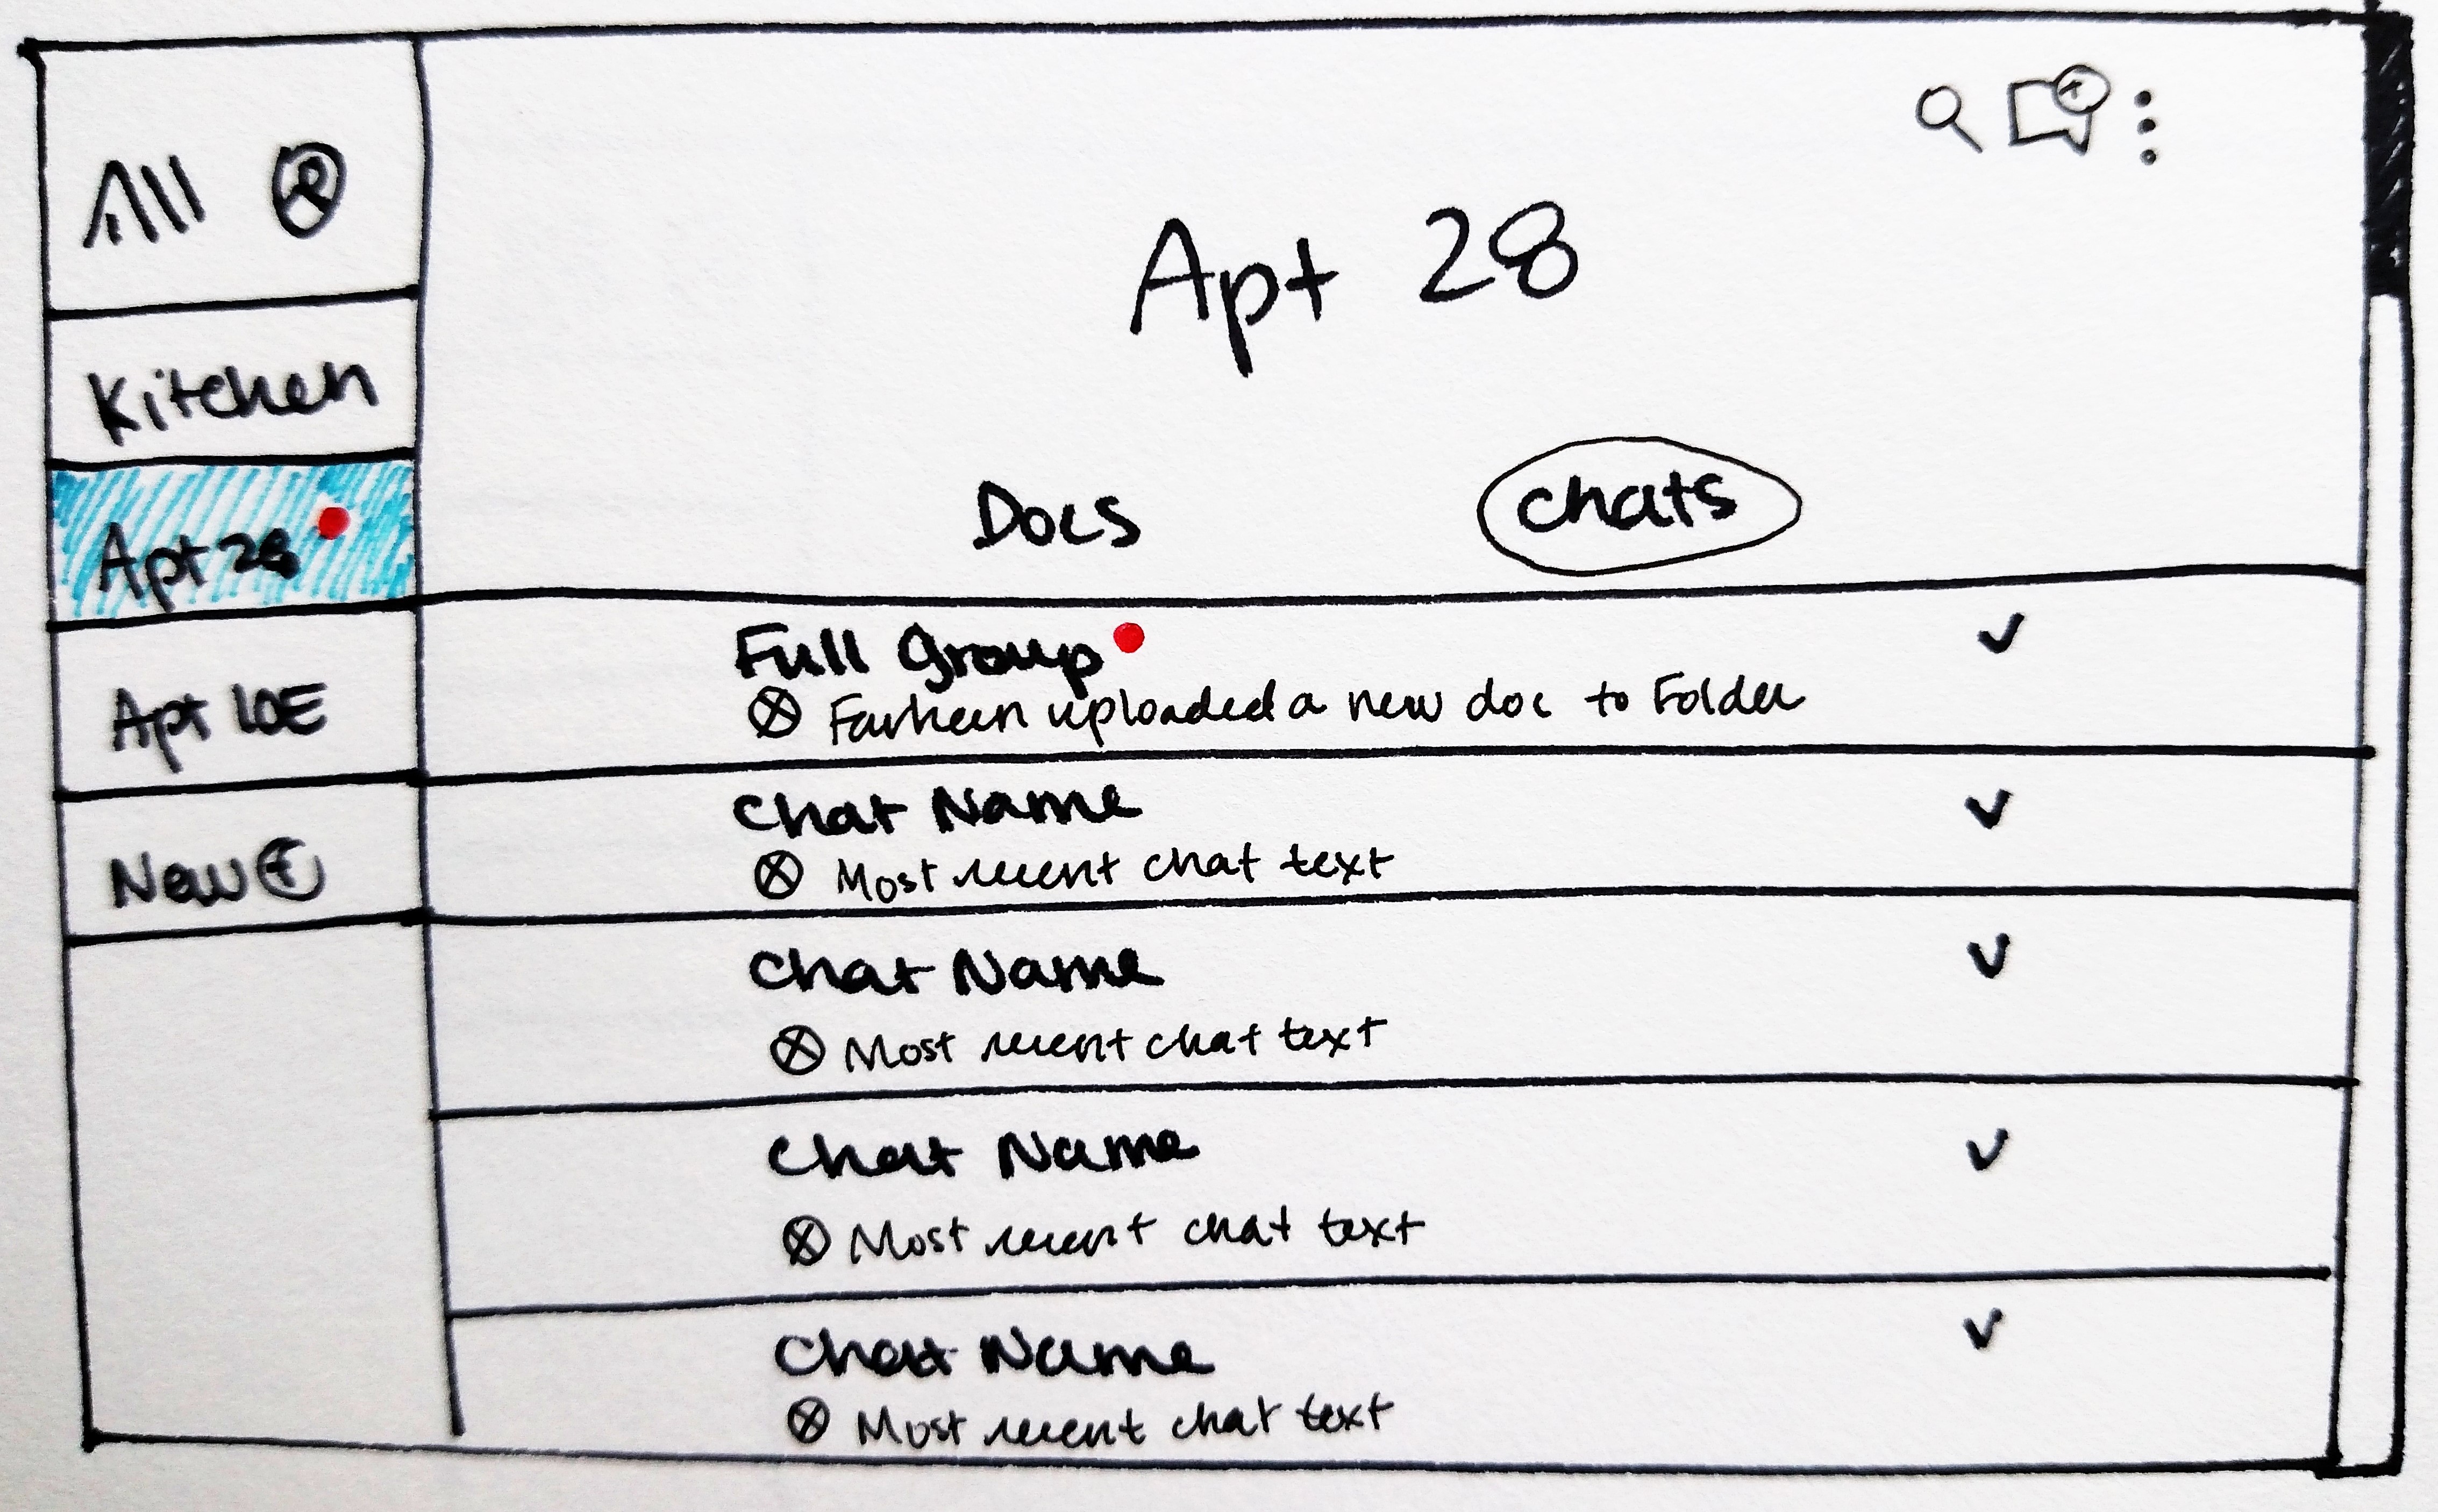 All
Kitchen
Apt 28
Apt 10E
New +
Apt 28
Docs
chats
Full Group
Farheen uploaded a new doc to Folder
Chat Name
Most recent chat text
Chat Name
Most recent chat text
Chat Name
Most recent chat text
Chat Name
Most recent chat text